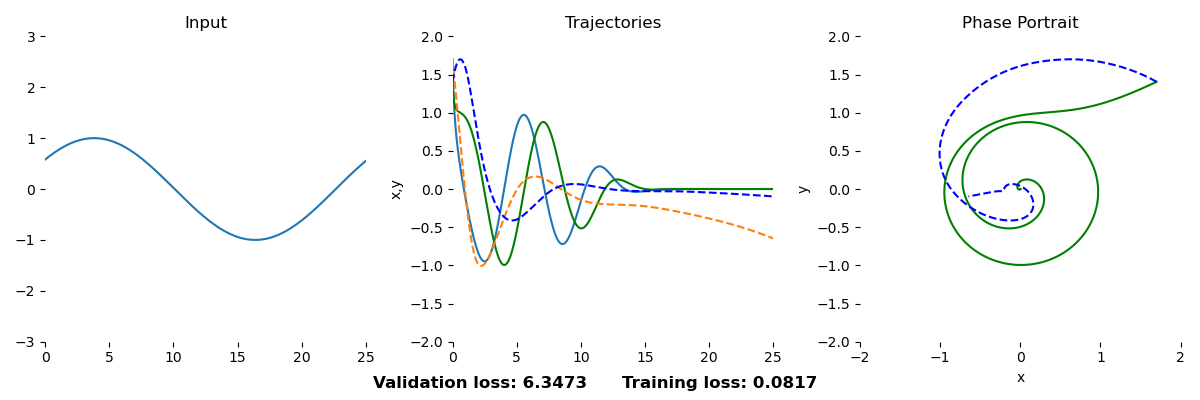 Input
3
2
1
0
−1
−2
−3
0 5 10 15 20 25
Trajectories
x,y
2.0
1.5
1.0
0.5
0.0
−0.5
−1.0
−1.5
−2.0
0 5 10 15 20 25
Phase Portrait
y
2.0
1.5
1.0
0.5
0.0
−0.5
−1.0
−1.5
−2.0
−2 −1 0 1 2
x
Validation loss: 6.3473 Training loss: 0.0817